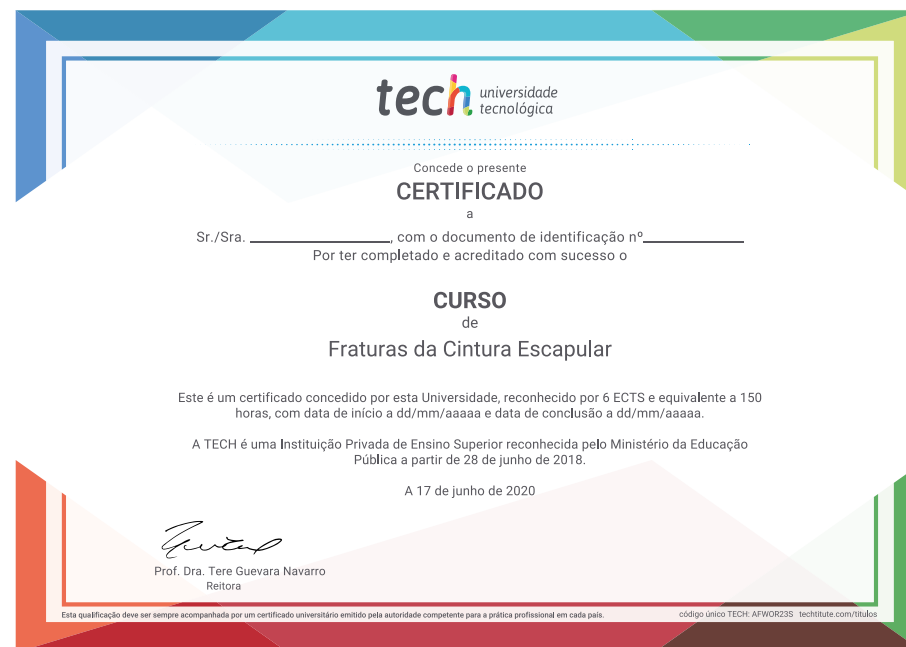 tech universidade
tecnológica
Concede o presente
CERTIFICADO
a
Sr./Sra. ____________, com o documento de identificação nº____________
Por ter completado e acreditado com sucesso o
CURSO
de
Fraturas da Cintura Escapular
Este é um certificado concedido por esta Universidade, reconhecido por 6 ECTS e equivalente a 150
horas, com data de início a dd/mm/aaaaa e data de conclusão a dd/mm/aaaaa.
A TECH é uma Instituição Privada de Ensino Superior reconhecida pelo Ministério da Educação
Pública a partir de 28 de junho de 2018.
A 17 de junho de 2020
Prof. Dra. Tere Guevara Navarro
Reitora
Esta qualificação deve ser sempre acompanhada por um certificado universitário emitido pela autoridade competente para a prática profissional em cada país.
código único TECH: AFWOR23S techtitute.com/titulos